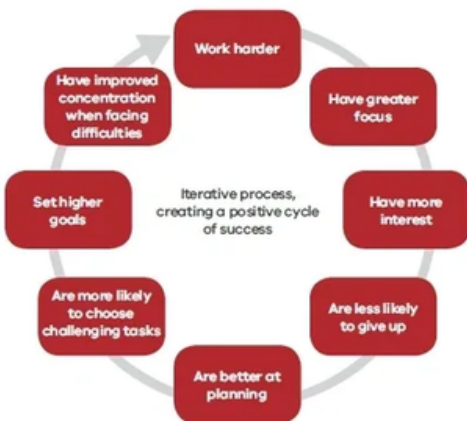 Work harder
Have greater
focus
Have more
interest
Are less likely
to give up
Are better at
planning
Are more likely
to choose
challenging tasks
Set higher
goals
Have improved
concentration
when facing
difficulties
Iterative process,
creating a positive cycle
of success